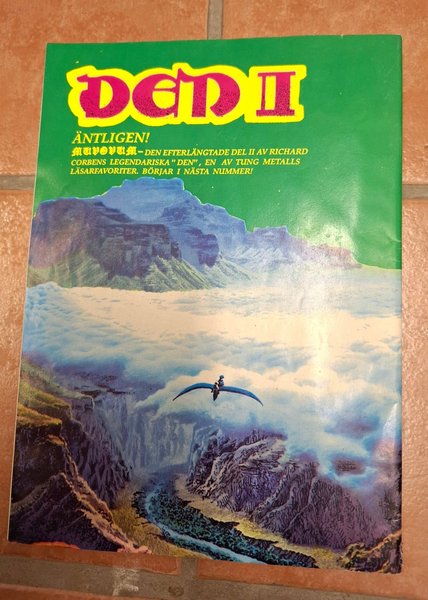 DEN II
ÄNTLIGEN!
MUVOVUM – DEN EFTERLÄNGTADE DEL II AV RICHARD
CORBENS LEGENDARISKA "DEN", EN AV TUNG METALLS
LÄSARFAVORITER. BÖRJAR I NÄSTA NUMMER!